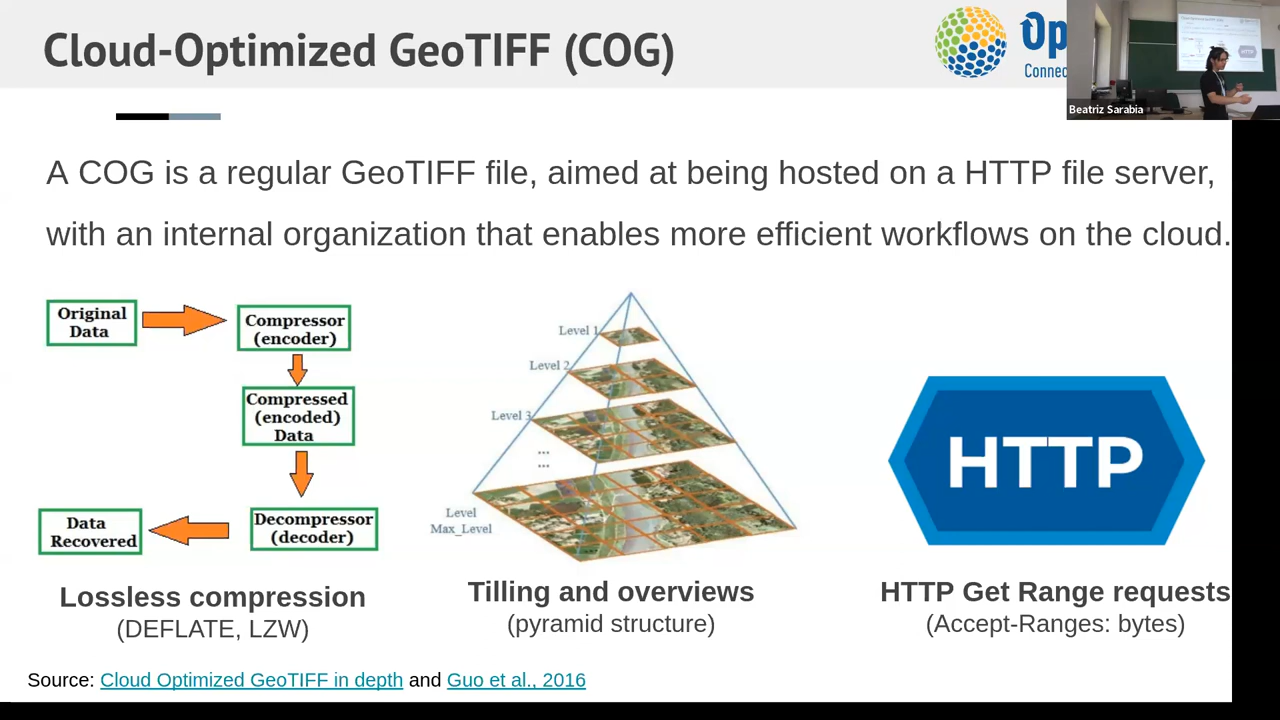 Cloud-Optimized GeoTIFF (COG)
Op
Connec
Beatriz Sarabia
A COG is a regular GeoTIFF file, aimed at being hosted on a HTTP file server,
with an internal organization that enables more efficient workflows on the cloud.
Original
Data
Compressor
(encoder)
Compressed
(encoded)
Data
Decompressor
(decoder)
Data
Recovered
Level 1
Level 2
Level 3
...
...
Level
Max_Level
HTTP
Lossless compression
(DEFLATE, LZW)
Tilling and overviews
(pyramid structure)
HTTP Get Range requests
(Accept-Ranges: bytes)
Source: Cloud Optimized GeoTIFF in depth and Guo et al., 2016